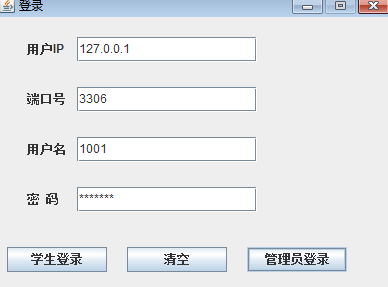 登录
用户IP 127.0.0.1
端口号 3306
用户名 1001
密 码 *******
学生登录 清空 管理员登录